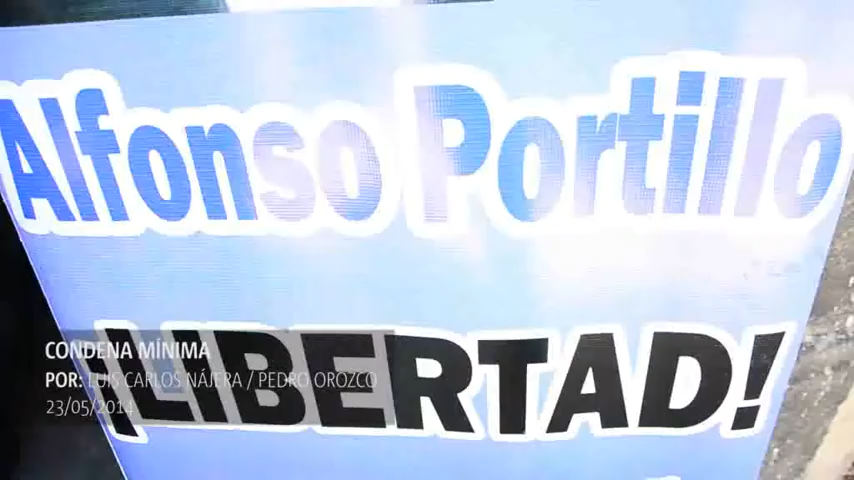 Alfonso Portillo
¡LIBERTAD!
CONDENA MÍNIMA
POR: LUIS CARLOS NÁJERA / PEDRO OROZCO
23/05/2014